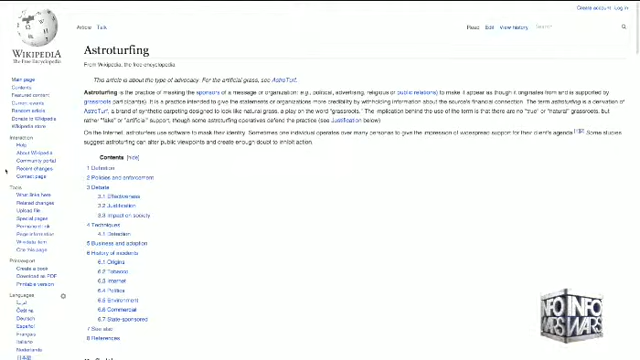 Create account Log in
WIKIPEDIA
The Free Encyclopedia
Article Talk
Read Edit View history Search
Astroturfing
From Wikipedia, the free encyclopedia
This article is about the type of advocacy. For the artificial grass, see AstroTurf.
Astroturfing is the practice of masking the sponsors of a message or organization (e.g., political, advertising, religious or public relations) to make it appear as though it originates from and is supported by
grassroots participant(s). It is a practice intended to give the statements or organizations more credibility by withholding information about the source's financial connection. The term astroturfing is a derivation of
AstroTurf, a brand of synthetic carpeting designed to look like natural grass, a play on the word "grassroots." The implication behind the use of the term is that there are no "true" or "natural" grassroots, but
rather "fake" or "artificial" support, though some astroturfing operatives defend the practice (see Justification below)
On the Internet, astroturfers use software to mask their identity. Sometimes one individual operates over many personas to give the impression of widespread support for their client's agenda. Some studies
suggest astroturfing can alter public viewpoints and create enough doubt to inhibit action.
Contents [hide]
1 Definition
2 Policies and enforcement
3 Debate
3.1 Effectiveness
3.2 Justification
3.3 Impact on society
4 Techniques
4.1 Detection
5 Business and adoption
6 History of incidents
6.1 Origins
6.2 Tobacco
6.3 Internet
6.4 Politics
6.5 Environment
6.6 Commercial
6.7 State-sponsored
7 See also
8 References
Main page
Contents
Featured content
Current events
Random article
Donate to Wikipedia
Wikipedia store
Interaction
Help
About Wikipedia
Community portal
Recent changes
Contact page
Tools
What links here
Related changes
Upload file
Special pages
Permanent link
Page information
Wikidata item
Cite this page
Print/export
Create a book
Download as PDF
Printable version
Languages
العربية
Čeština
Deutsch
Español
Français
Italiano
Nederlands
INFO INFO
WARS WARS